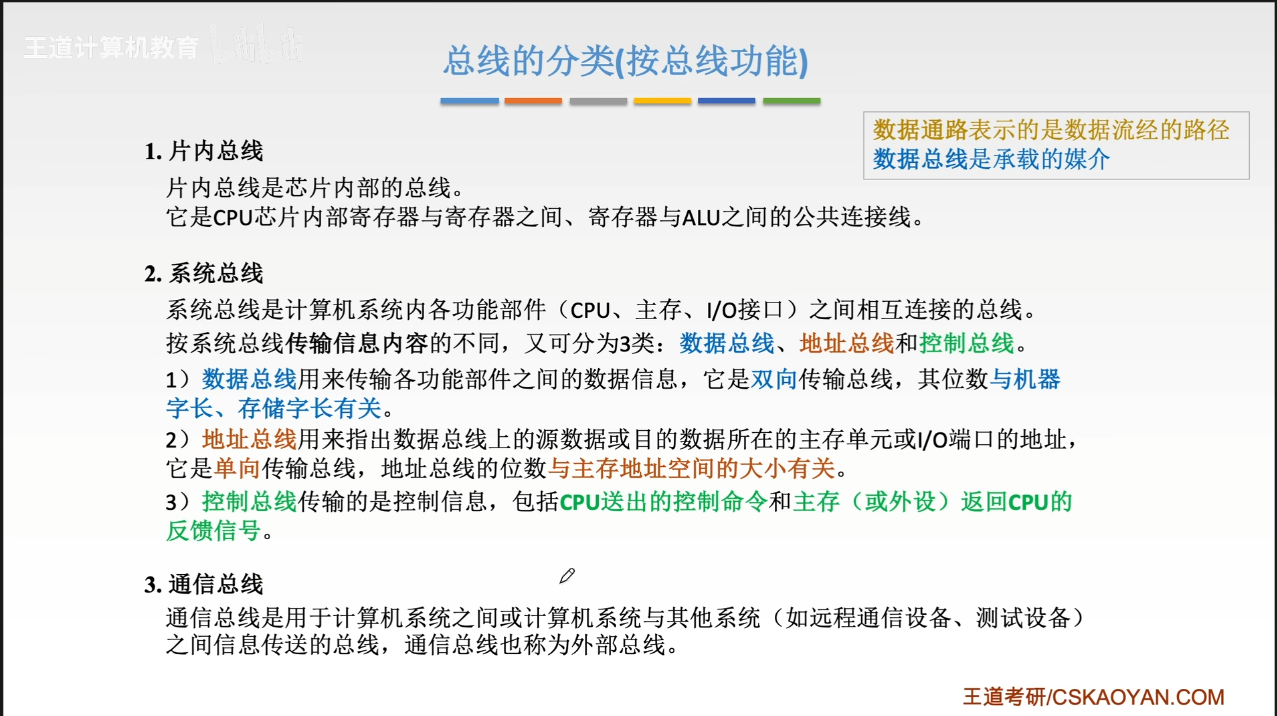 王道计算机教育
总线的分类(按总线功能)
数据通路表示的是数据流经的路径
数据总线是承载的媒介
1. 片内总线
片内总线是芯片内部的总线。
它是CPU芯片内部寄存器与寄存器之间、寄存器与ALU之间的公共连接线。
2. 系统总线
系统总线是计算机系统内各功能部件（CPU、主存、I/O接口）之间相互连接的总线。
按系统总线传输信息内容的不同，又可分为3类：数据总线、地址总线和控制总线。
1）数据总线用来传输各功能部件之间的数据信息，它是双向传输总线，其位数与机器
字长、存储字长有关。
2）地址总线用来指出数据总线上的源数据或目的数据所在的主存单元或I/O端口的地址，
它是单向传输总线，地址总线的位数与主存地址空间的大小有关。
3）控制总线传输的是控制信息，包括CPU送出的控制命令和主存（或外设）返回CPU的
反馈信号。
3. 通信总线
通信总线是用于计算机系统之间或计算机系统与其他系统（如远程通信设备、测试设备）
之间信息传送的总线，通信总线也称为外部总线。
王道考研/CSKAOYAN.COM